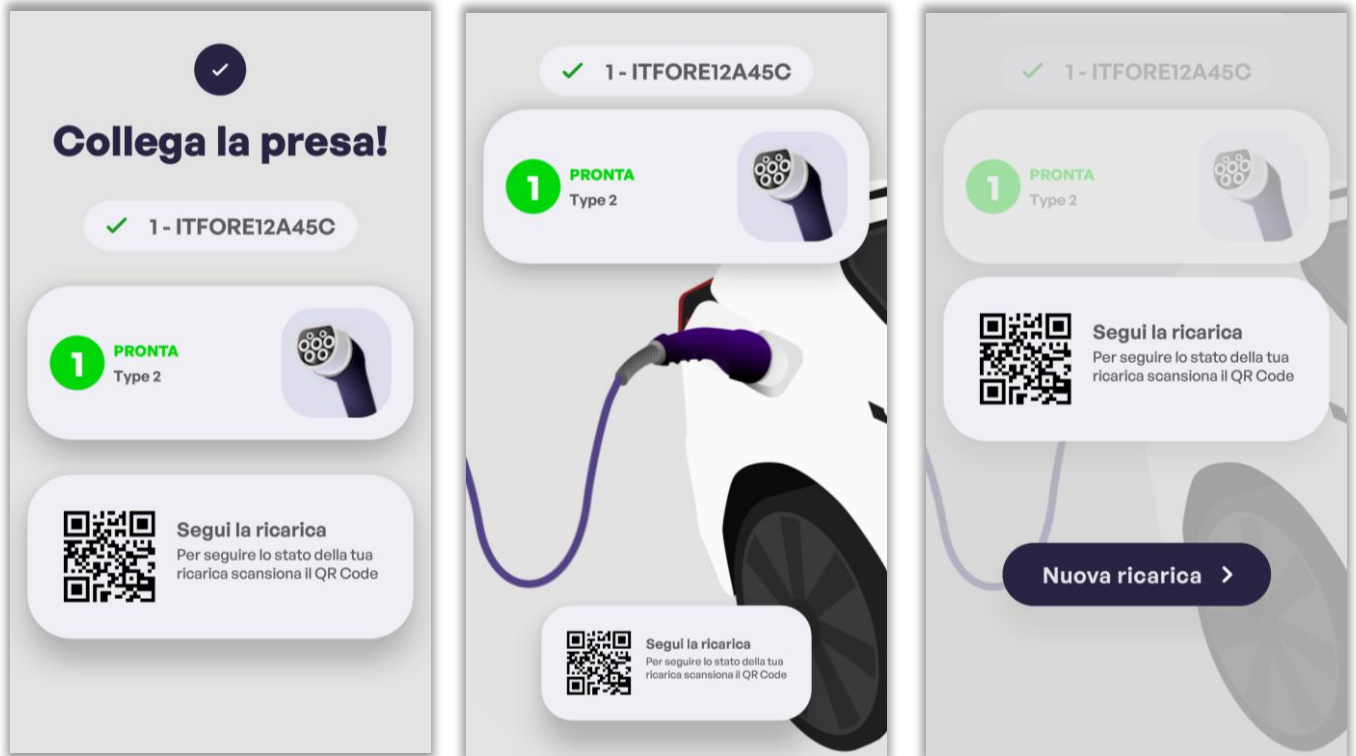 Collega la presa!
1 - ITFORE12A45C
1
PRONTA
Type 2
Segui la ricarica
Per seguire lo stato della tua
ricarica scansiona il QR Code
1 - ITFORE12A45C
1
PRONTA
Type 2
Segui la ricarica
Per seguire lo stato della tua
ricarica scansiona il QR Code
1 - ITFORE12A45C
1
PRONTA
Type 2
Segui la ricarica
Per seguire lo stato della tua
ricarica scansiona il QR Code
Nuova ricarica